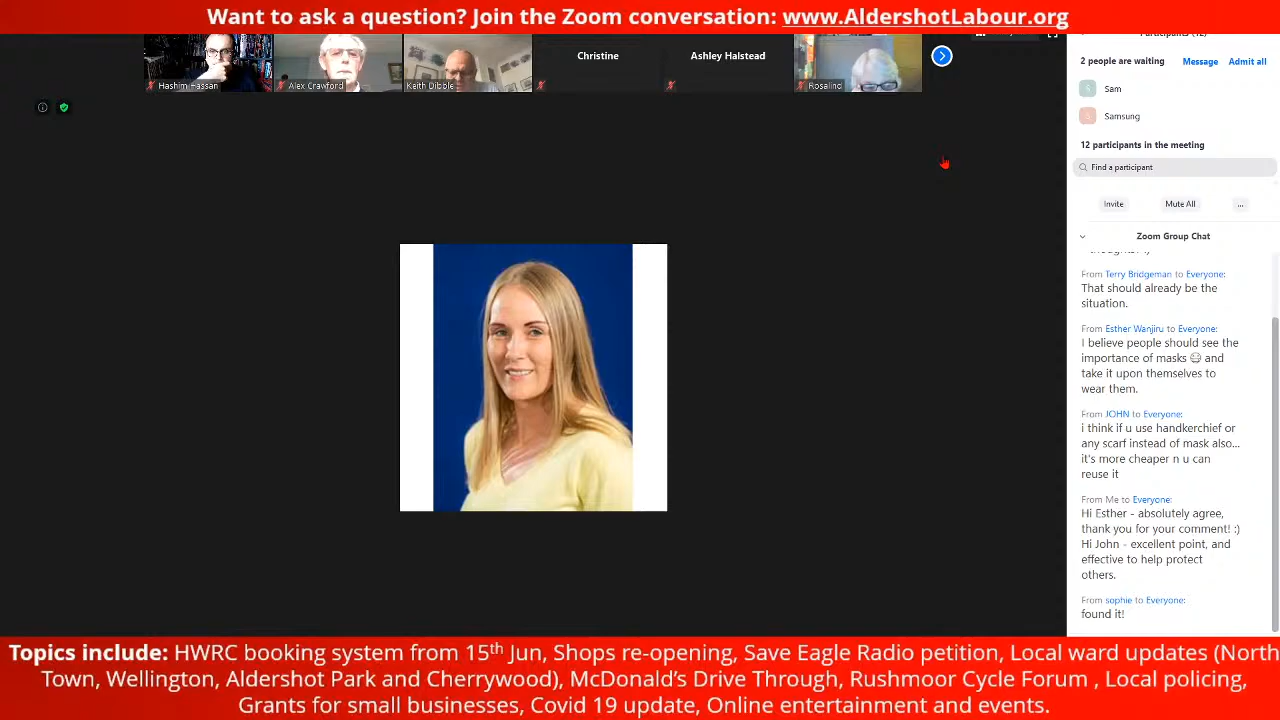 Want to ask a question? Join the Zoom conversation: www.AldershotLabour.org
Hashim Hassan
Alex Crawford
Keith Dibble
Christine
Ashley Halstead
Rosalind
2 people are waiting Message Admit all
S Sam
S Samsung
12 participants in the meeting
Find a participant
Invite Mute All ...
Zoom Group Chat
From Terry Bridgeman to Everyone:
That should already be the
situation.
From Esther Wanjiru to Everyone:
I believe people should see the
importance of masks 😷 and
take it upon themselves to
wear them.
From JOHN to Everyone:
i think if u use handkerchief or
any scarf instead of mask also...
it's more cheaper n u can
reuse it
From Me to Everyone:
Hi Esther - absolutely agree,
thank you for your comment! :)
Hi John - excellent point, and
effective to help protect
others.
From sophie to Everyone:
found it!
Topics include: HWRC booking system from 15th Jun, Shops re-opening, Save Eagle Radio petition, Local ward updates (North
Town, Wellington, Aldershot Park and Cherrywood), McDonald's Drive Through, Rushmoor Cycle Forum , Local policing,
Grants for small businesses, Covid 19 update, Online entertainment and events.